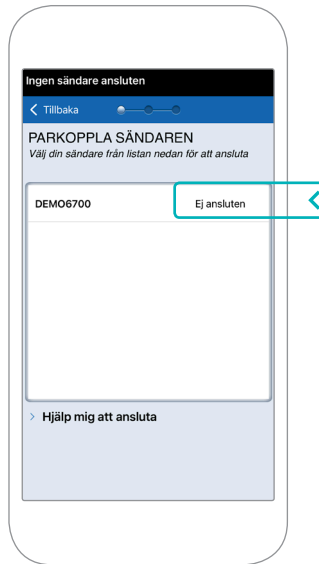 Ingen sändare ansluten
Tillbaka
PARKOPPLA SÄNDAREN
Välj din sändare från listan nedan för att ansluta
DEMO6700 Ej ansluten
Hjälp mig att ansluta